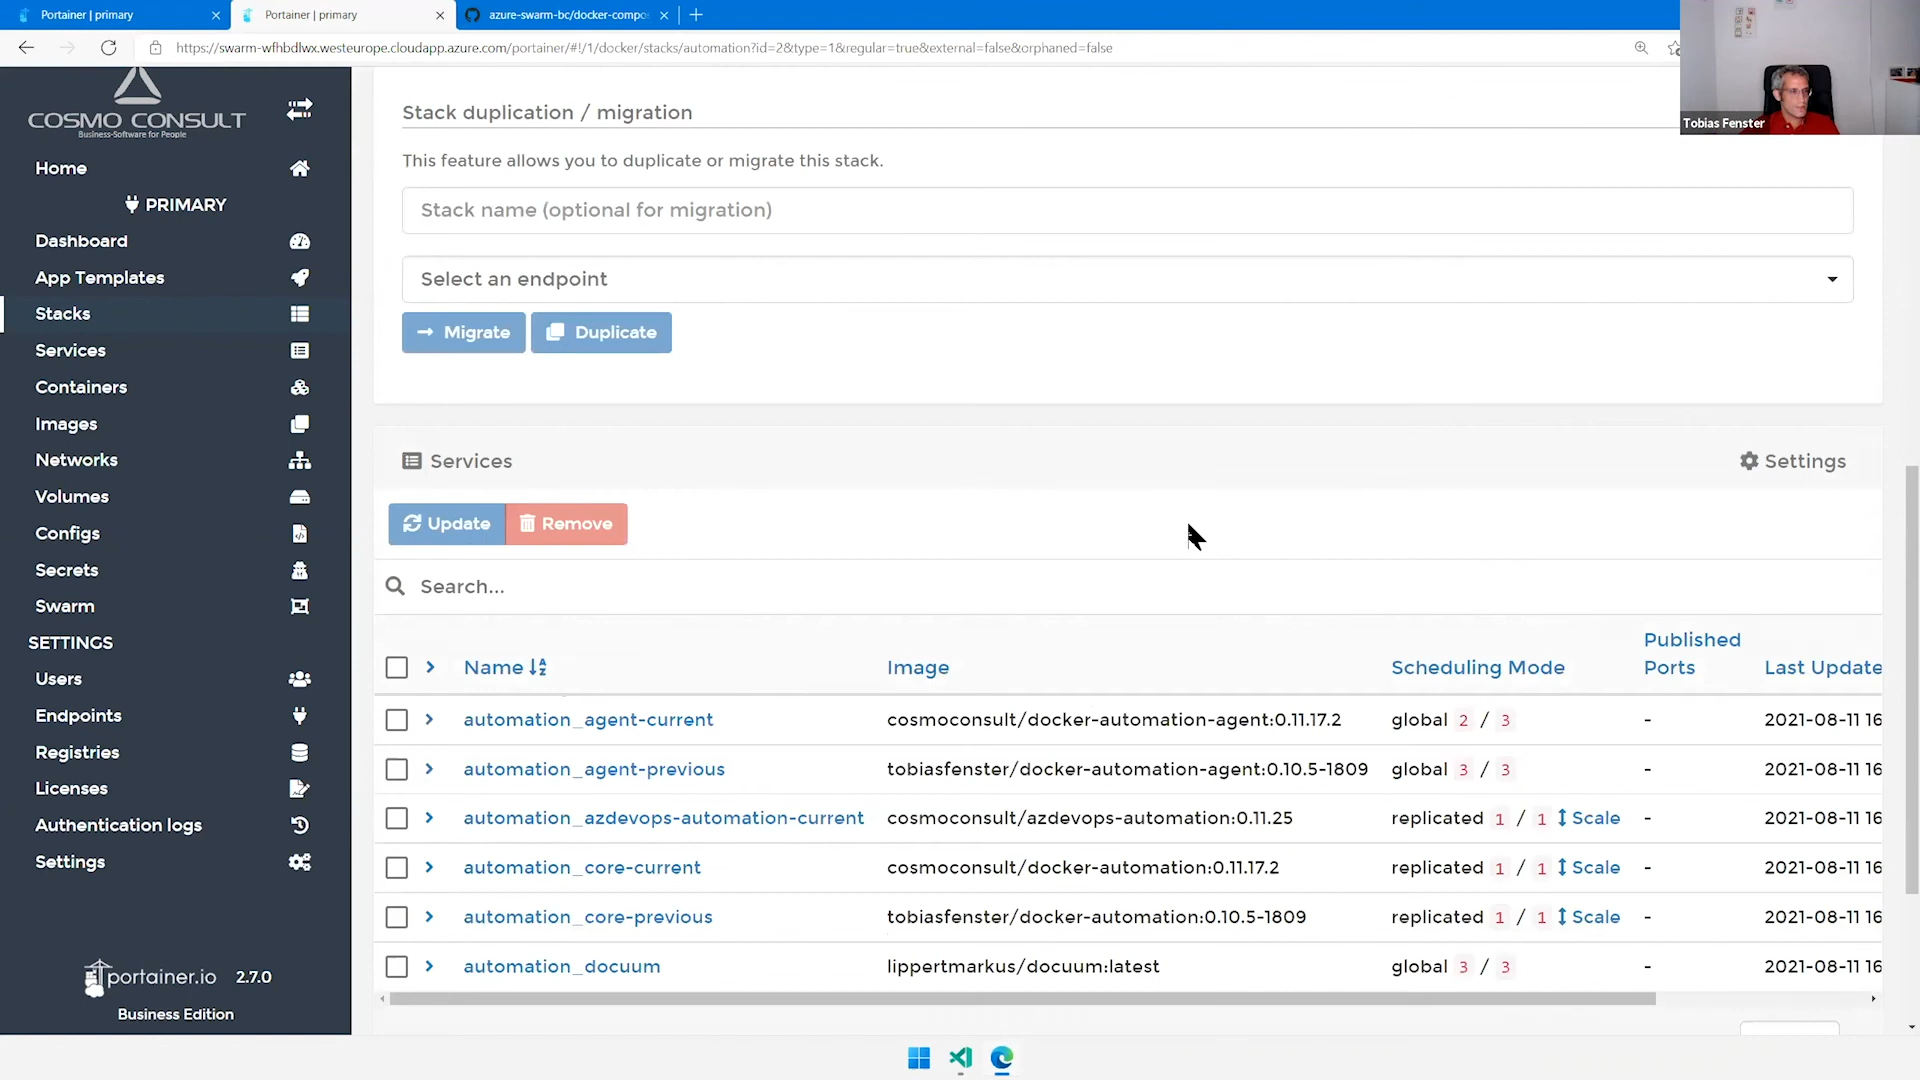 Portainer | primary
Portainer | primary
azure-swarm-bc/docker-compo
https://swarm-wfhbdlwx.westeurope.cloudapp.azure.com/portainer/#!/1/docker/stacks/automation?id=2&type=1&regular=true&external=false&orphaned=false
Tobias Fenster
COSMO CONSULT
Business-Software for People
Home
PRIMARY
Dashboard
App Templates
Stacks
Services
Containers
Images
Networks
Volumes
Configs
Secrets
Swarm
SETTINGS
Users
Endpoints
Registries
Licenses
Authentication logs
Settings
portainer.io 2.7.0
Business Edition
Stack duplication / migration
This feature allows you to duplicate or migrate this stack.
Stack name (optional for migration)
Select an endpoint
Migrate Duplicate
Services Settings
Update Remove
Search...
Name Image Scheduling Mode Published Ports Last Update
automation_agent-current cosmoconsult/docker-automation-agent:0.11.17.2 global 2 / 3 - 2021-08-11 16
automation_agent-previous tobiasfenster/docker-automation-agent:0.10.5-1809 global 3 / 3 - 2021-08-11 16
automation_azdevops-automation-current cosmoconsult/azdevops-automation:0.11.25 replicated 1 / 1 Scale - 2021-08-11 16
automation_core-current cosmoconsult/docker-automation:0.11.17.2 replicated 1 / 1 Scale - 2021-08-11 16
automation_core-previous tobiasfenster/docker-automation:0.10.5-1809 replicated 1 / 1 Scale - 2021-08-11 16
automation_docuum lippertmarkus/docuum:latest global 3 / 3 - 2021-08-11 16